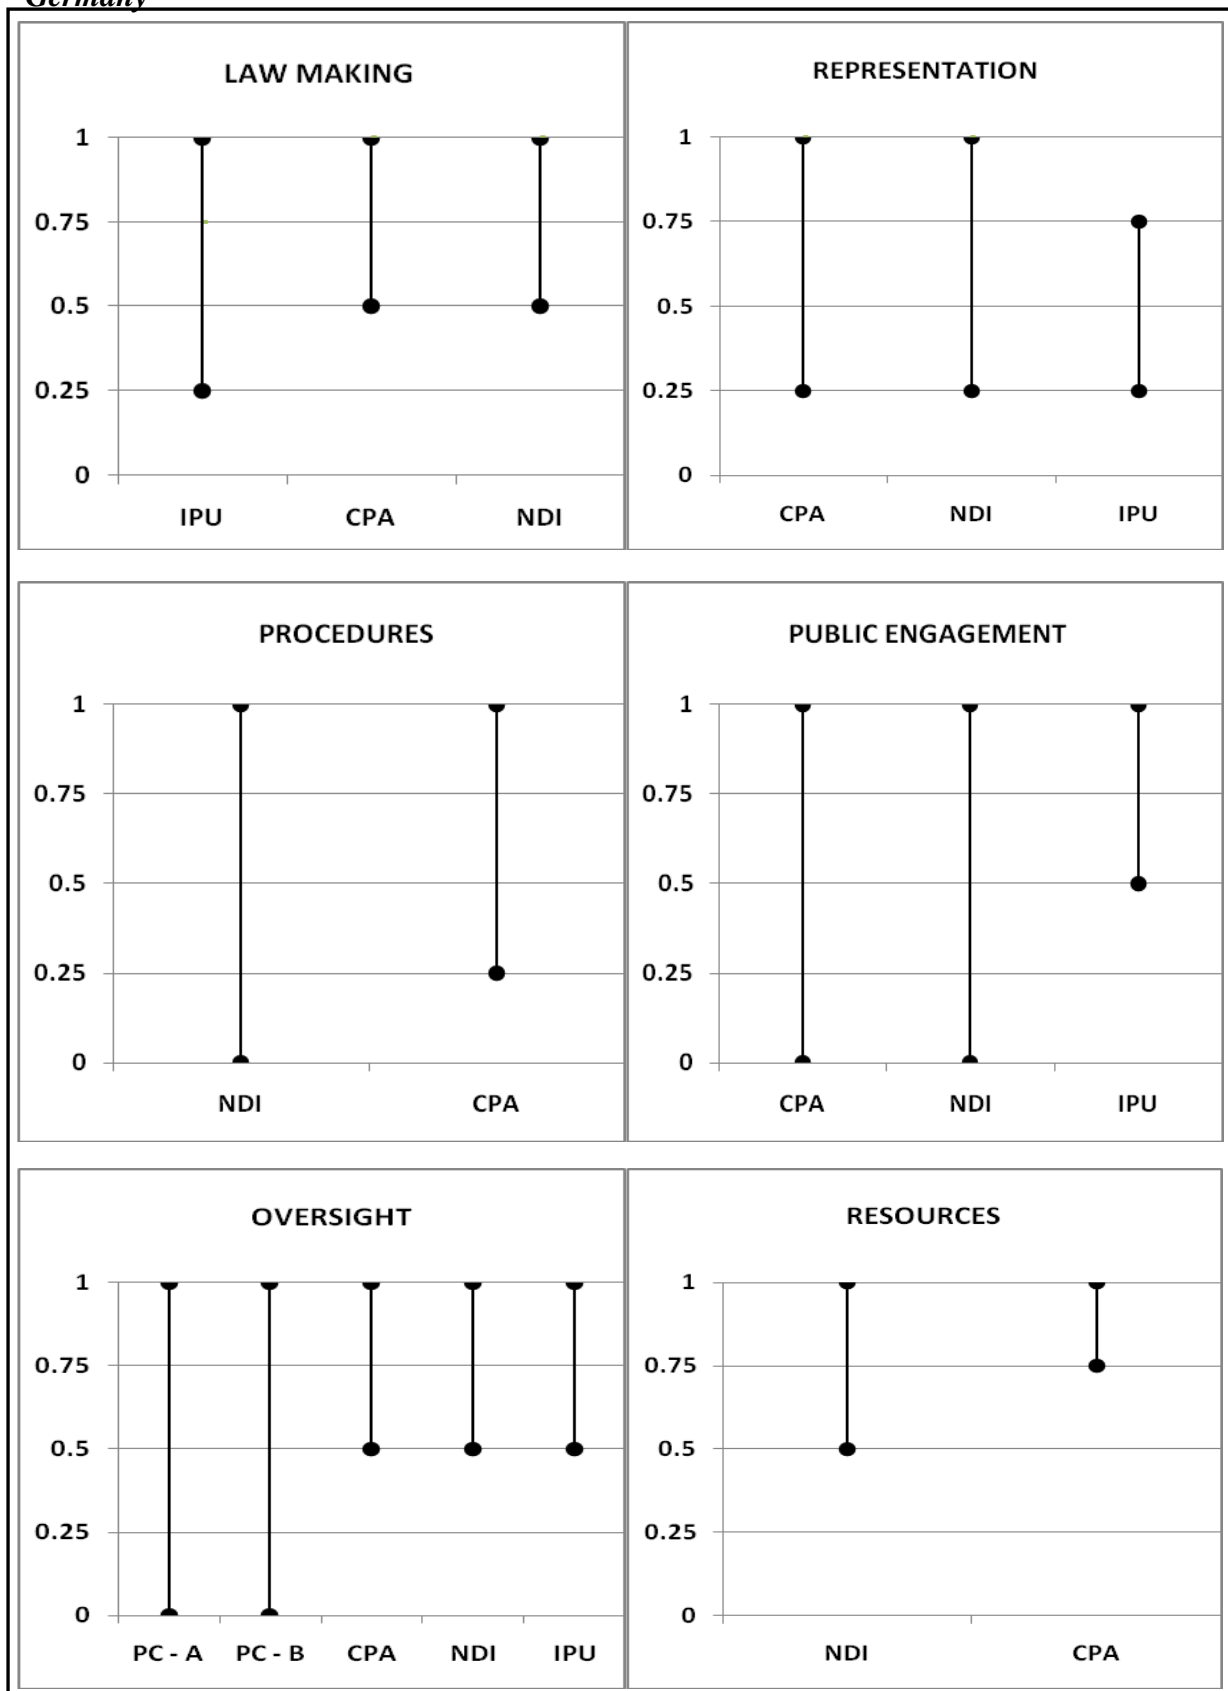 Germany
LAW MAKING
1
0.75
0.5
0.25
0
IPU CPA NDI
REPRESENTATION
1
0.75
0.5
0.25
0
CPA NDI IPU
PROCEDURES
1
0.75
0.5
0.25
0
NDI CPA
PUBLIC ENGAGEMENT
1
0.75
0.5
0.25
0
CPA NDI IPU
OVERSIGHT
1
0.75
0.5
0.25
0
PC - A PC - B CPA NDI IPU
RESOURCES
1
0.75
0.5
0.25
0
NDI CPA